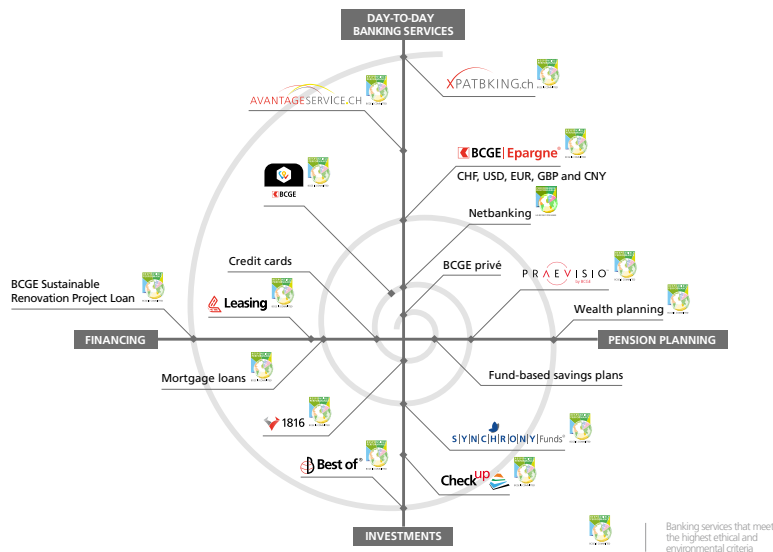 DAY-TO-DAY
BANKING SERVICES
XPATBKING.ch
AVANTAGESERVICE.CH
BCGE Epargne®
CHF, USD, EUR, GBP and CNY
BCGE
Netbanking
Credit cards
BCGE privé
PRÆVISIO
by BCGE
BCGE Sustainable
Renovation Project Loan
Leasing
Wealth planning
FINANCING
PENSION PLANNING
Mortgage loans
Fund-based savings plans
1816
SYNCHRONY Funds®
Best of®
Check up
INVESTMENTS
Banking services that meet
the highest ethical and
environmental criteria